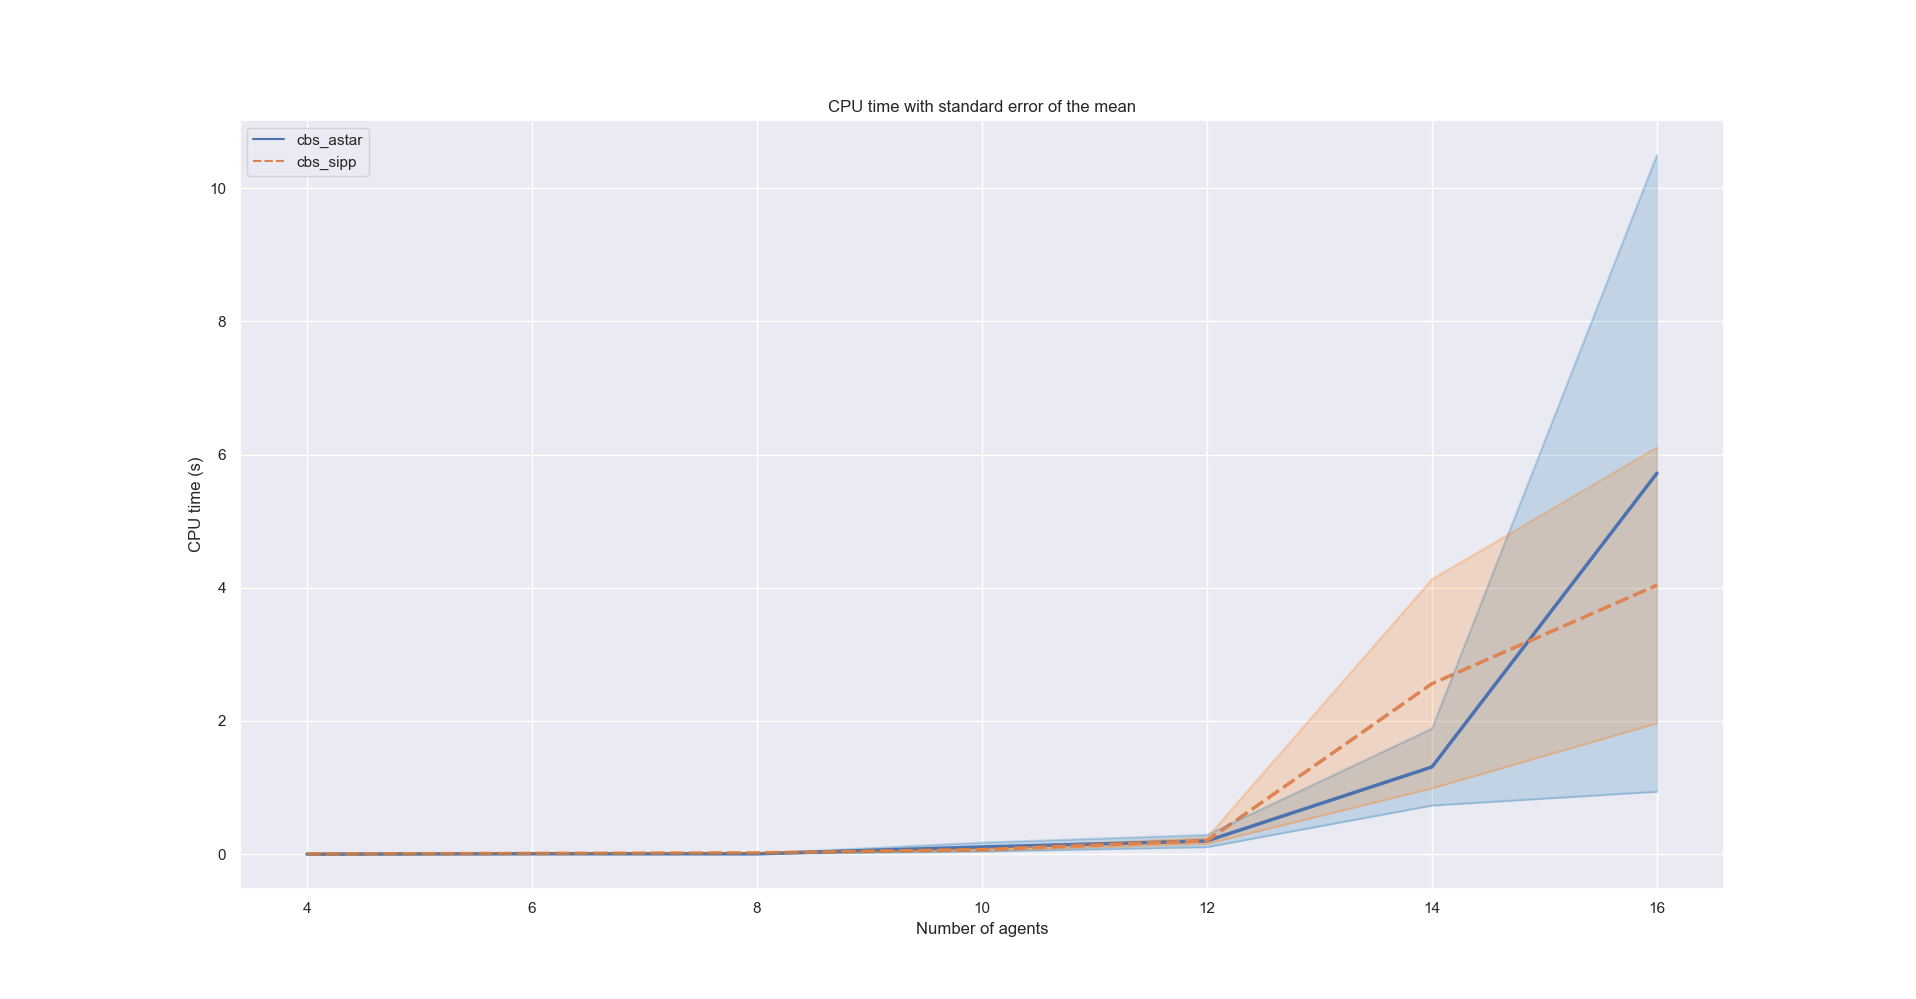 CPU time with standard error of the mean
cbs_astar
cbs_sipp
10
8
6
4
2
0
CPU time (s)
4 6 8 10 12 14 16
Number of agents